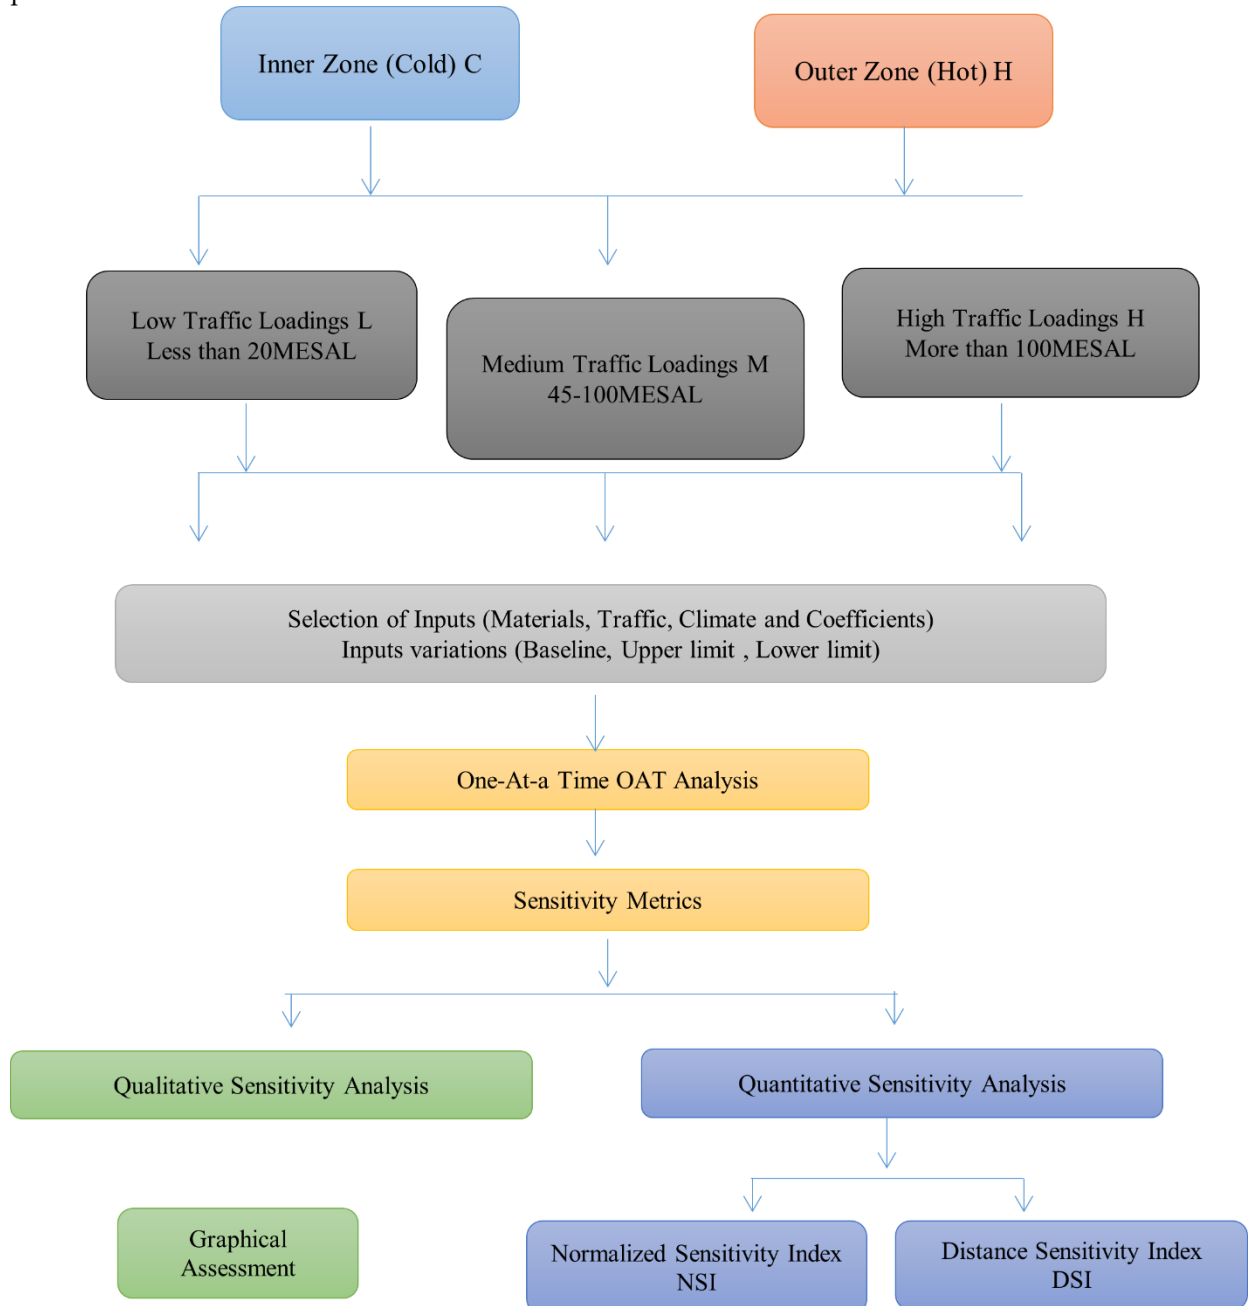 Inner Zone (Cold) C
Outer Zone (Hot) H
Low Traffic Loadings L
Less than 20MESAL
Medium Traffic Loadings M
45-100MESAL
High Traffic Loadings H
More than 100MESAL
Selection of Inputs (Materials, Traffic, Climate and Coefficients)
Inputs variations (Baseline, Upper limit , Lower limit)
One-At-a Time OAT Analysis
Sensitivity Metrics
Qualitative Sensitivity Analysis
Quantitative Sensitivity Analysis
Graphical
Assessment
Normalized Sensitivity Index
NSI
Distance Sensitivity Index
DSI